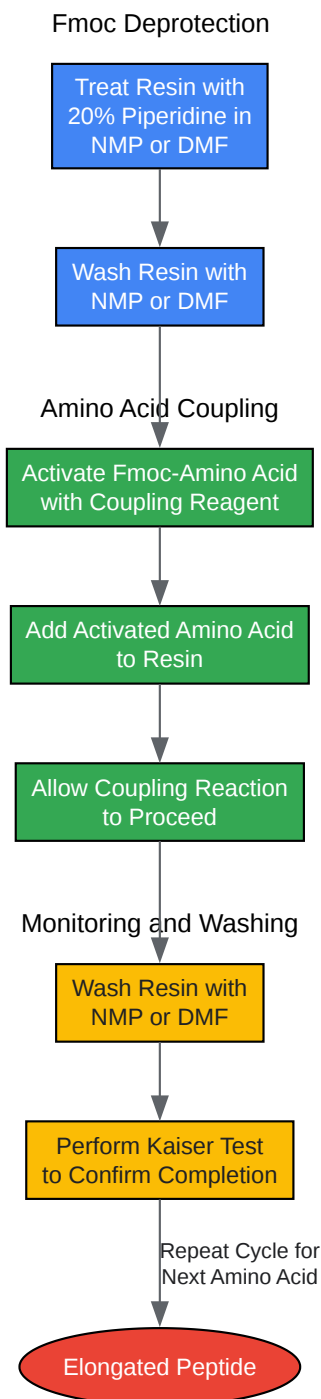 Fmoc Deprotection
Treat Resin with
20% Piperidine in
NMP or DMF
Wash Resin with
NMP or DMF
Amino Acid Coupling
Activate Fmoc-Amino Acid
with Coupling Reagent
Add Activated Amino Acid
to Resin
Allow Coupling Reaction
to Proceed
Monitoring and Washing
Wash Resin with
NMP or DMF
Perform Kaiser Test
to Confirm Completion
Repeat Cycle for
Next Amino Acid
Elongated Peptide